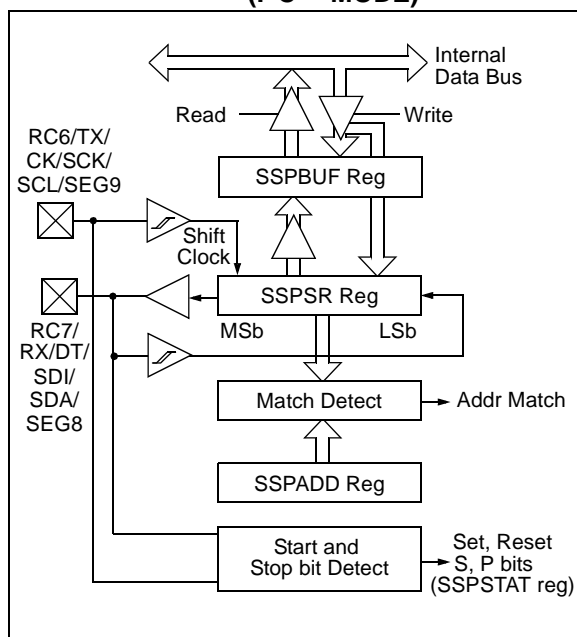 Internal
Data Bus
Read
Write
RC6/TX/
CK/SCK/
SCL/SEG9
SSPBUF Reg
Shift
Clock
SSPSR Reg
MSb
LSb
RC7/
RX/DT/
SDI/
SDA/
SEG8
Match Detect
Addr Match
SSPADD Reg
Start and
Stop bit Detect
Set, Reset
S, P bits
(SSPSTAT reg)